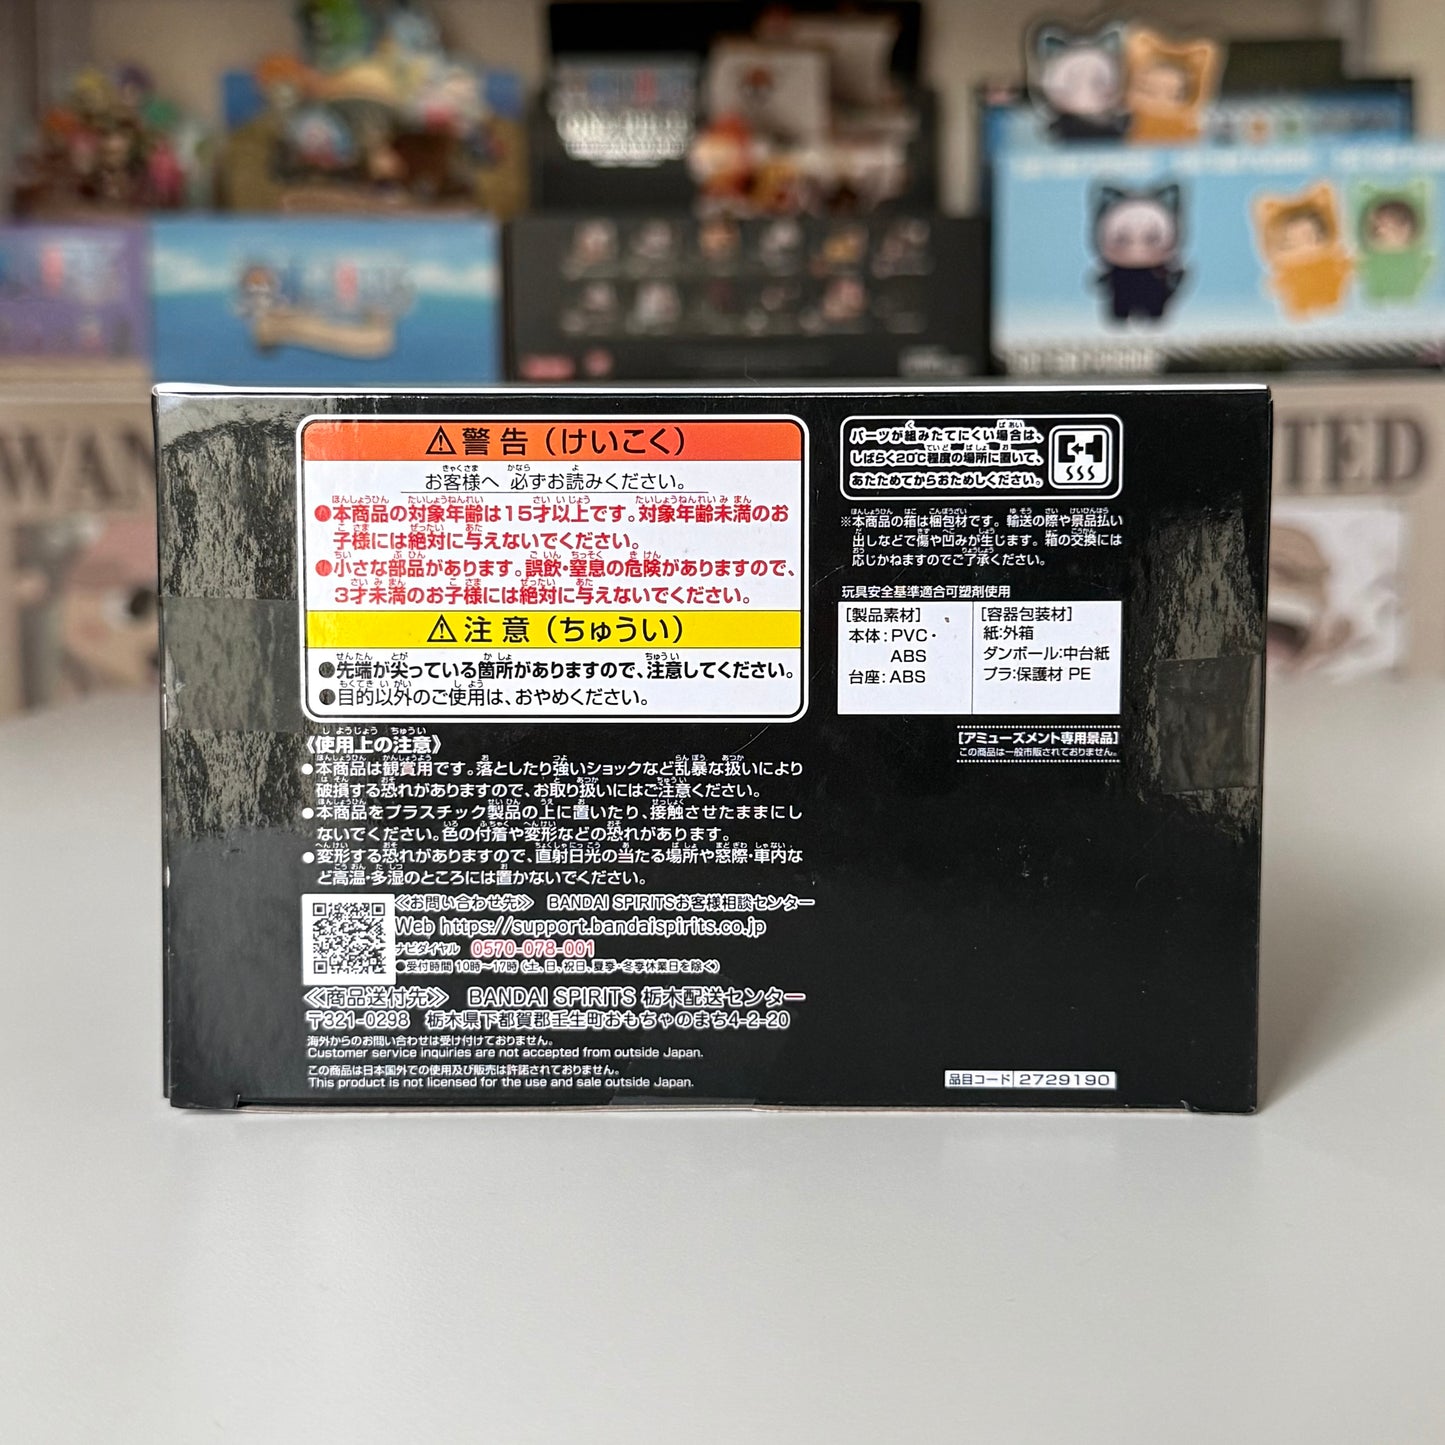 WAN
TED
⚠警告（けいこく）
お客様へ 必ずお読みください。
本商品の対象年齢は15才以上です。対象年齢未満のお
子様には絶対に与えないでください。
小さな部品があります。誤飲・窒息の危険がありますので、
3才未満のお子様には絶対に与えないでください。
⚠注意（ちゅうい）
先端が尖っている箇所がありますので、注意してください。
目的以外のご使用は、おやめください。
《使用上の注意》
●本商品は観賞用です。落としたり強いショックなど乱暴な扱いにより
破損する恐れがありますので、お取り扱いにはご注意ください。
●本商品をプラスチック製品の上に置いたり、接触させたままにし
ないでください。色の付着や変形などの恐れがあります。
●変形する恐れがありますので、直射日光の当たる場所や窓際・車内な
ど高温・多湿のところには置かないでください。
≪お問い合わせ先≫ BANDAI SPIRITSお客様相談センター
Web https://support.bandaispirits.co.jp
ナビダイヤル 0570-078-001
●受付時間 10時～17時（土、日、祝日、夏季・冬季休業日を除く）
≪商品送付先≫ BANDAI SPIRITS 栃木配送センター
〒321-0298 栃木県下都賀郡壬生町おもちゃのまち4-2-20
海外からのお問い合わせは受け付けておりません。
Customer service inquiries are not accepted from outside Japan.
この商品は日本国外での使用及び販売は許諾されておりません。
This product is not licensed for the use and sale outside Japan.
パーツが組みたてにくい場合は、
しばらく20℃程度の場所に置いて、
あたためてからおためしください。
※本商品の箱は梱包材です。輸送の際や景品払い
出しなどで傷や凹みが生じます。箱の交換には
応じかねますのでご了承ください。
玩具安全基準適合可塑剤使用
[製品素材]
本体：PVC・
ABS
台座：ABS
[容器包装材]
紙：外箱
ダンボール：中台紙
プラ：保護材 PE
[アミューズメント専用景品]
この商品は一般市販されておりません。
品目コード 2729190